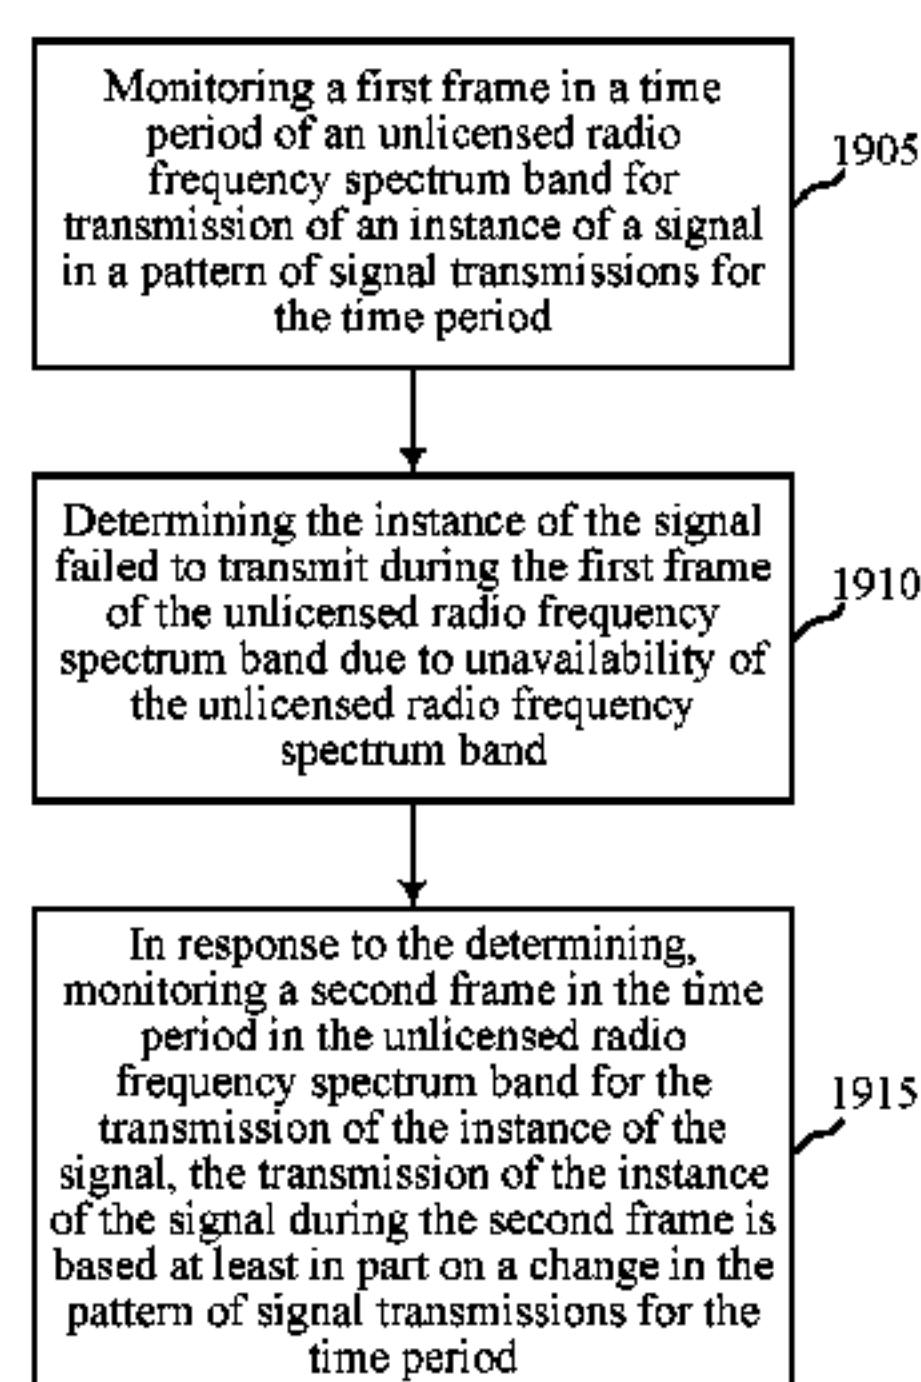 Monitoring a first frame in a time
period of an unlicensed radio
frequency spectrum band for
transmission of an instance of a signal
in a pattern of signal transmissions for
the time period
1905
Determining the instance of the signal
failed to transmit during the first frame
of the unlicensed radio frequency
spectrum band due to unavailability of
the unlicensed radio frequency
spectrum band
1910
In response to the determining,
monitoring a second frame in the time
period in the unlicensed radio
frequency spectrum band for the
transmission of the instance of the
signal, the transmission of the instance
of the signal during the second frame is
based at least in part on a change in the
pattern of signal transmissions for the
time period
1915